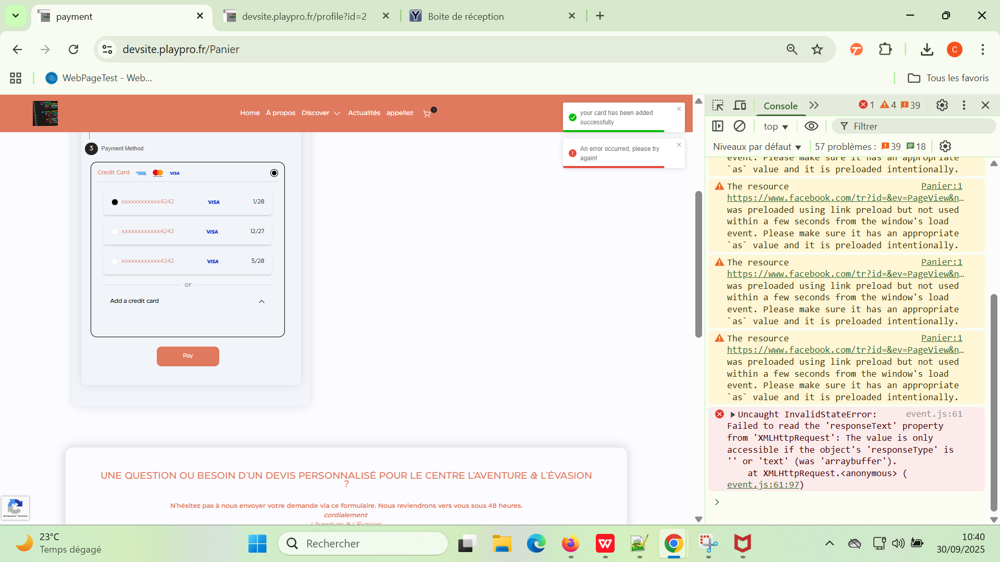 payment
devsite.playpro.fr/profile?id=2
Boite de réception
devsite.playpro.fr/Panier
C
WebPageTest - Web...
Tous les favoris
Home À propos Discover Actualités appellez
1
your card has been added
successfully
An error occurred, please try
again!
3 Payment Method
Credit Card VISA
xxxxxxxxxxxx4242 VISA 1/28
xxxxxxxxxxxx4242 VISA 12/27
xxxxxxxxxxxx4242 VISA 5/28
or
Add a credit card
Pay
UNE QUESTION OU BESOIN D'UN DEVIS PERSONNALISÉ POUR LE CENTRE L'AVENTURE & L'ÉVASION
?
N'hésitez pas à nous envoyer votre demande via ce formulaire. Nous reviendrons vers vous sous 48 heures.
cordialement
L'Aventure & L'Évasion
Console 1 4 39
top Filtrer
Niveaux par défaut 57 problèmes : 39 18
event. Please make sure it has an appropriate
`as` value and it is preloaded intentionally.
The resource Panier:1
https://www.facebook.com/tr?id=&ev=PageView&n…
was preloaded using link preload but not used
within a few seconds from the window's load
event. Please make sure it has an appropriate
`as` value and it is preloaded intentionally.
The resource Panier:1
https://www.facebook.com/tr?id=&ev=PageView&n…
was preloaded using link preload but not used
within a few seconds from the window's load
event. Please make sure it has an appropriate
`as` value and it is preloaded intentionally.
The resource Panier:1
https://www.facebook.com/tr?id=&ev=PageView&n…
was preloaded using link preload but not used
within a few seconds from the window's load
event. Please make sure it has an appropriate
`as` value and it is preloaded intentionally.
Uncaught InvalidStateError: event.js:61
Failed to read the 'responseText' property
from 'XMLHttpRequest': The value is only
accessible if the object's 'responseType' is
'' or 'text' (was 'arraybuffer').
at XMLHttpRequest.<anonymous> (
event.js:61:97)
23°C
Temps dégagé
Rechercher
10:40
30/09/2025